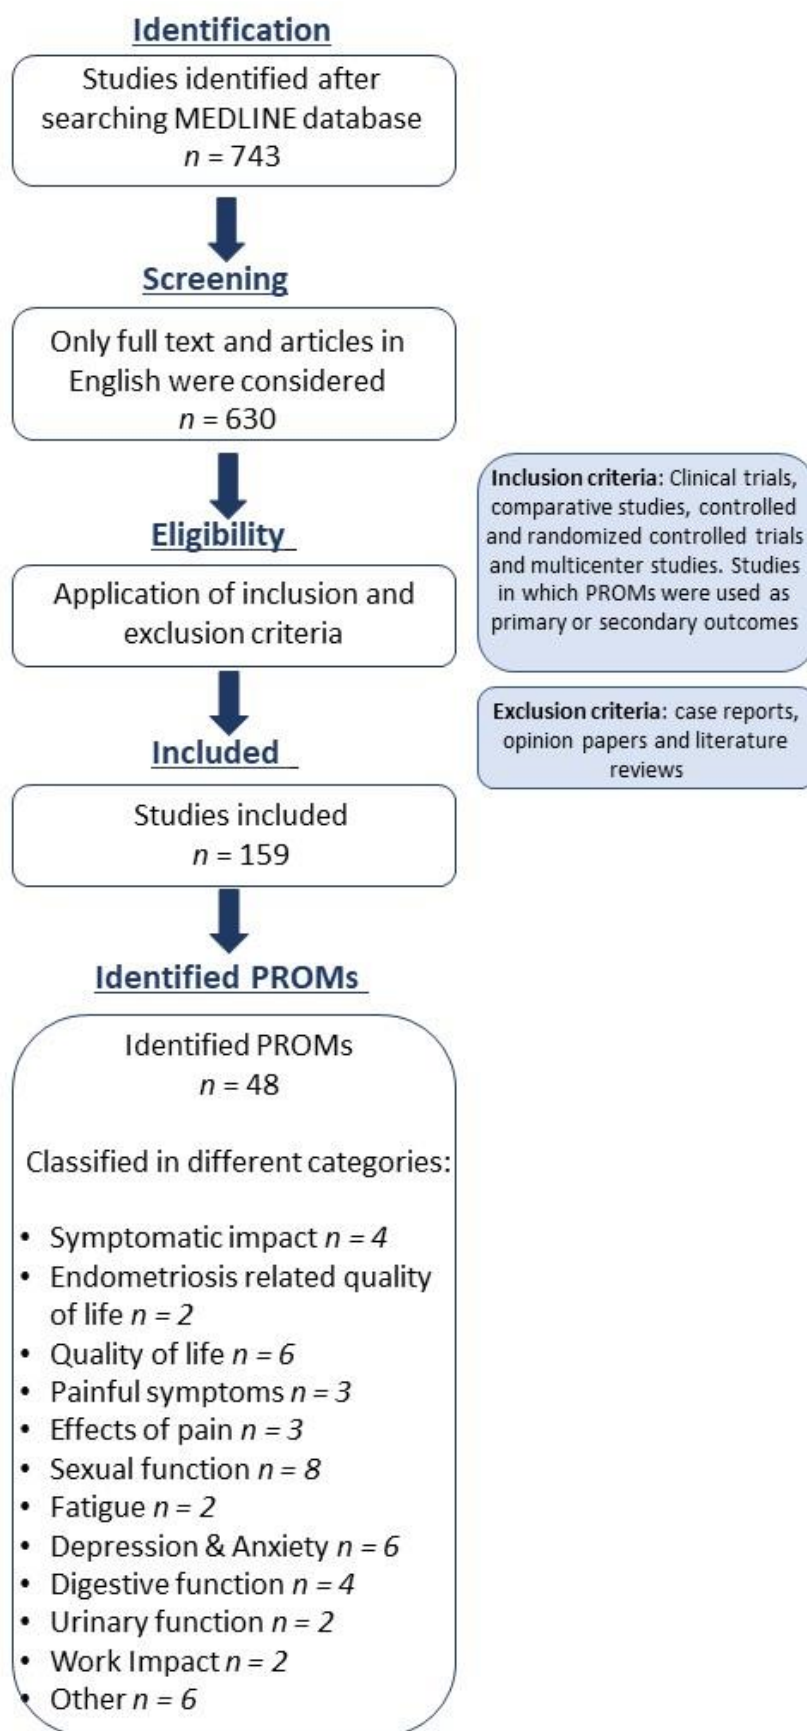 Identification
Studies identified after
searching MEDLINE database
n = 743
Screening
Only full text and articles in
English were considered
n = 630
Eligibility
Application of inclusion and
exclusion criteria
Inclusion criteria: Clinical trials,
comparative studies, controlled
and randomized controlled trials
and multicenter studies. Studies
in which PROMs were used as
primary or secondary outcomes
Exclusion criteria: case reports,
opinion papers and literature
reviews
Included
Studies included
n = 159
Identified PROMs
Identified PROMs
n = 48
Classified in different categories:
• Symptomatic impact n = 4
• Endometriosis related quality
of life n = 2
• Quality of life n = 6
• Painful symptoms n = 3
• Effects of pain n = 3
• Sexual function n = 8
• Fatigue n = 2
• Depression & Anxiety n = 6
• Digestive function n = 4
• Urinary function n = 2
• Work Impact n = 2
• Other n = 6